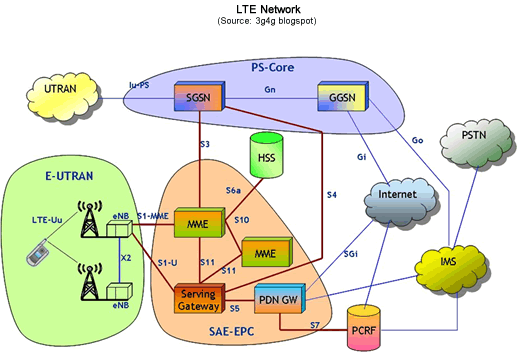 LTE Network
(Source: 3g4g blogspot)
PS-Core
UTRAN
Iu-PS
SGSN
Gn
GGSN
Go
PSTN
S3
HSS
Gi
E-UTRAN
S6a
S4
Internet
eNB
S1-MME
LTE-Uu
MME
S10
X2
MME
S1-U
S11
S11
SGi
IMS
eNB
Serving
Gateway
S5
PDN GW
S7
PCRF
SAE-EPC